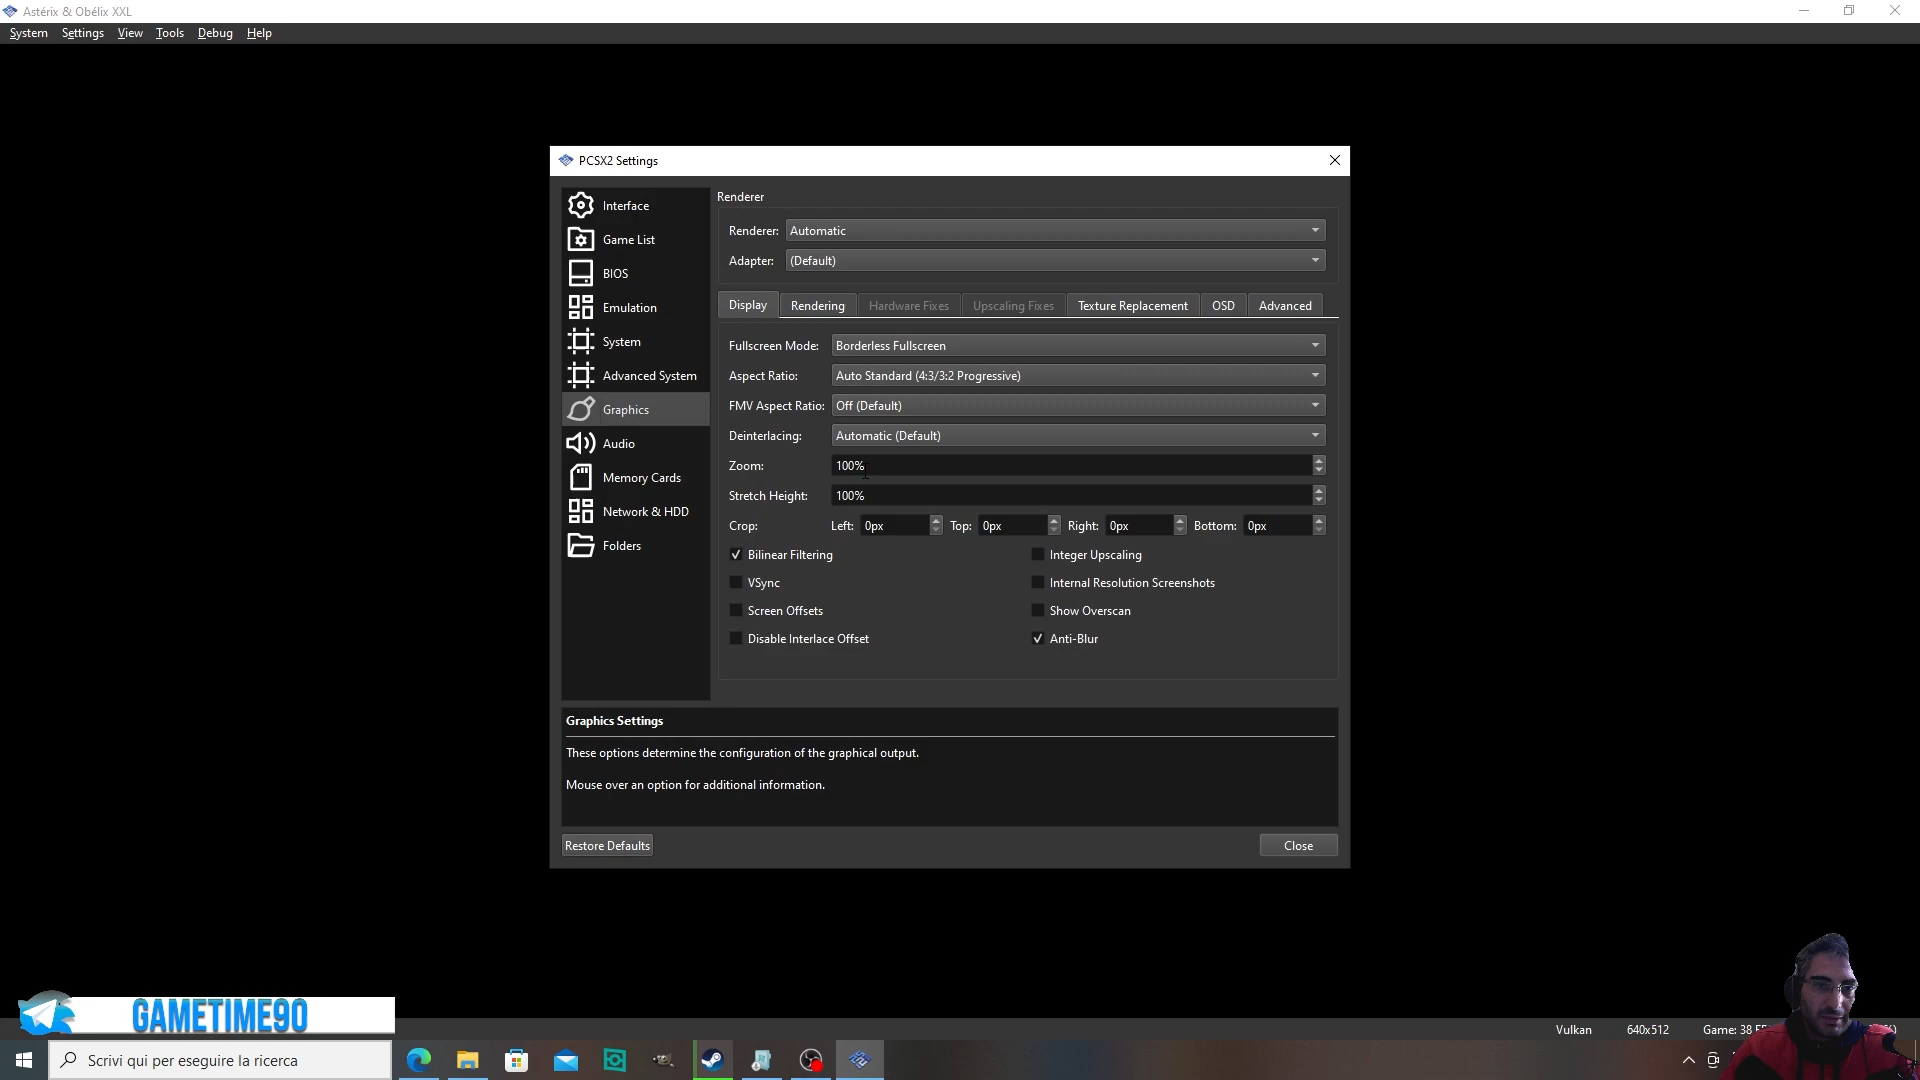 Astérix & Obélix XXL
System Settings View Tools Debug Help
PCSX2 Settings
Interface
Game List
BIOS
Emulation
System
Advanced System
Graphics
Audio
Memory Cards
Network & HDD
Folders
Renderer
Renderer: Automatic
Adapter: (Default)
Display Rendering Hardware Fixes Upscaling Fixes Texture Replacement OSD Advanced
Fullscreen Mode: Borderless Fullscreen
Aspect Ratio: Auto Standard (4:3/3:2 Progressive)
FMV Aspect Ratio: Off (Default)
Deinterlacing: Automatic (Default)
Zoom: 100%
Stretch Height: 100%
Crop: Left: 0px Top: 0px Right: 0px Bottom: 0px
Bilinear Filtering Integer Upscaling
VSync Internal Resolution Screenshots
Screen Offsets Show Overscan
Disable Interlace Offset Anti-Blur
Graphics Settings
These options determine the configuration of the graphical output.
Mouse over an option for additional information.
Restore Defaults Close
GAMETIME90
Vulkan 640x512 Game: 38
Scrivi qui per eseguire la ricerca